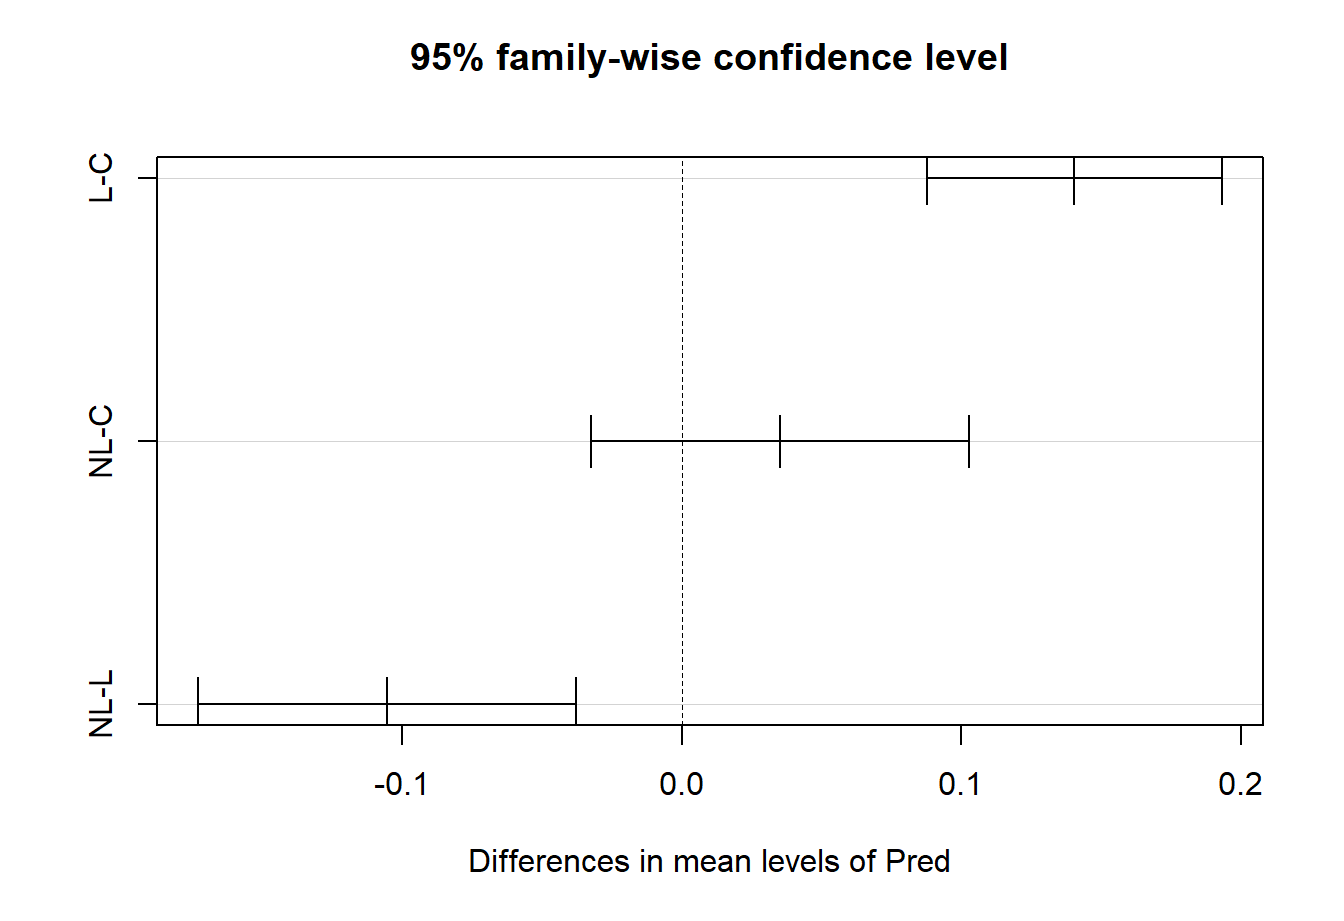 95% family-wise confidence level
L-C
NL-C
NL-L
-0.1 0.0 0.1 0.2
Differences in mean levels of Pred